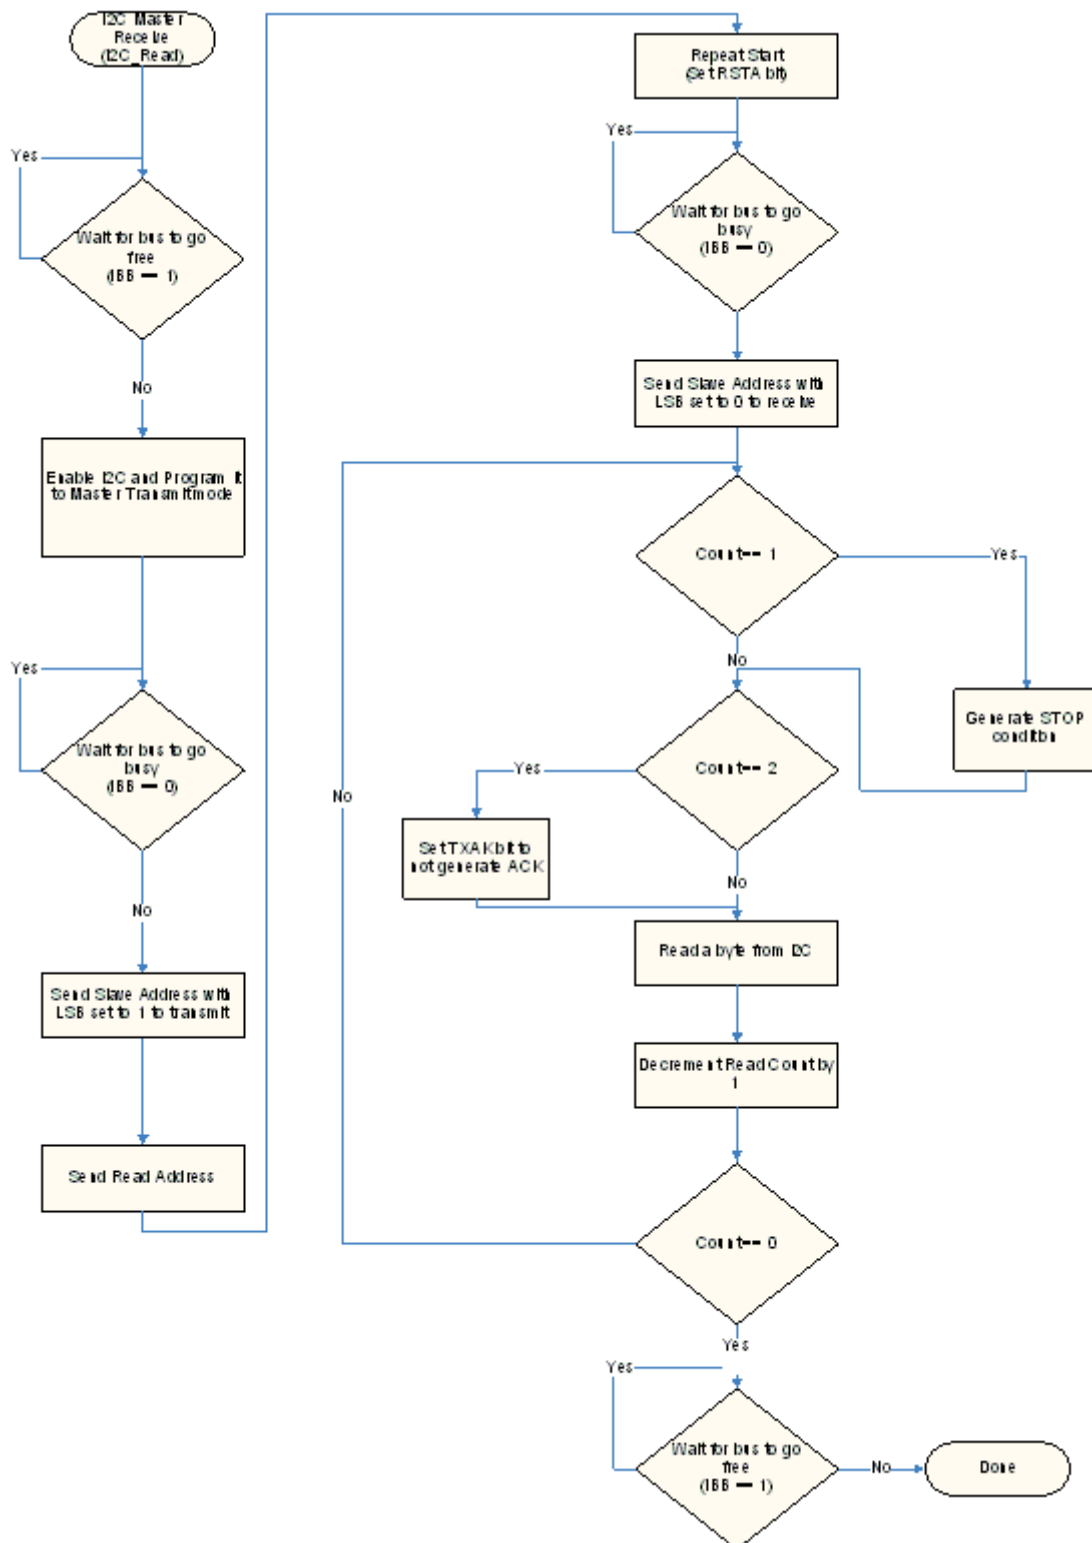 I2C Master
Receive
(I2C_Read)
Yes
Wait for bus to go
free
(IBB == 1)
No
Enable I2C and Program it
to Master Transmit mode
Yes
Wait for bus to go
busy
(IBB == 0)
No
Send Slave Address with
LSB set to 1 to transmit
Send Read Address
Repeat Start
(Set RSTA bit)
Yes
Wait for bus to go
busy
(IBB == 0)
Send Slave Address with
LSB set to 0 to receive
Count== 1
Yes
No
Generate STOP
condition
Count== 2
Yes
Set TXAK bit to
not generate ACK
No
Read a byte from I2C
Decrement Read Count by
1
Count== 0
No
Yes
Yes
Wait for bus to go
free
(IBB == 1)
No
Done